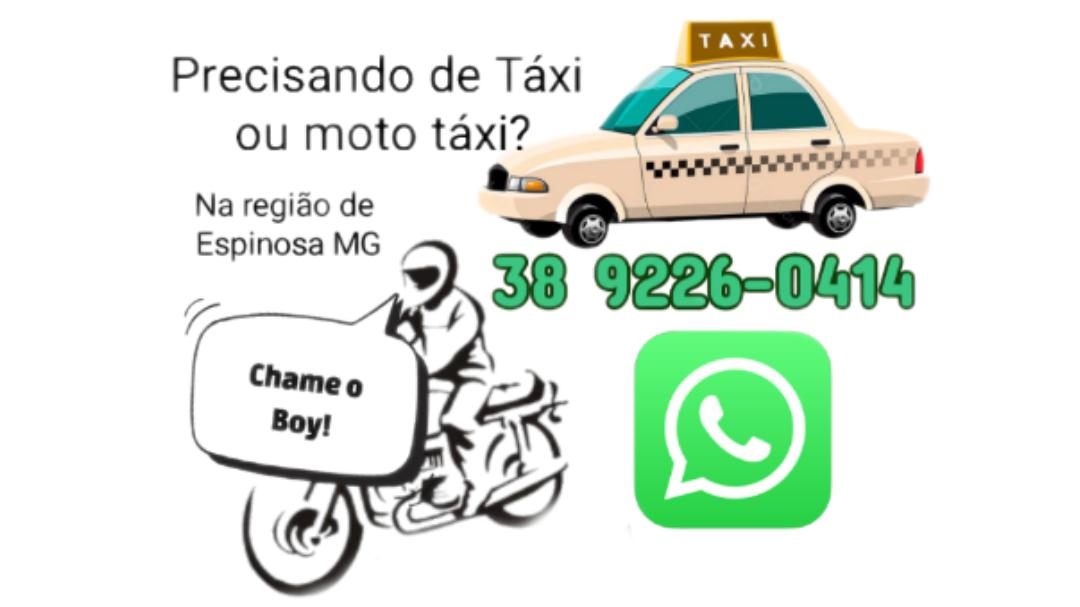 TAXI
Precisando de Táxi
ou moto táxi?
Na região de
Espinosa MG
38 9226-0414
Chame o
Boy!